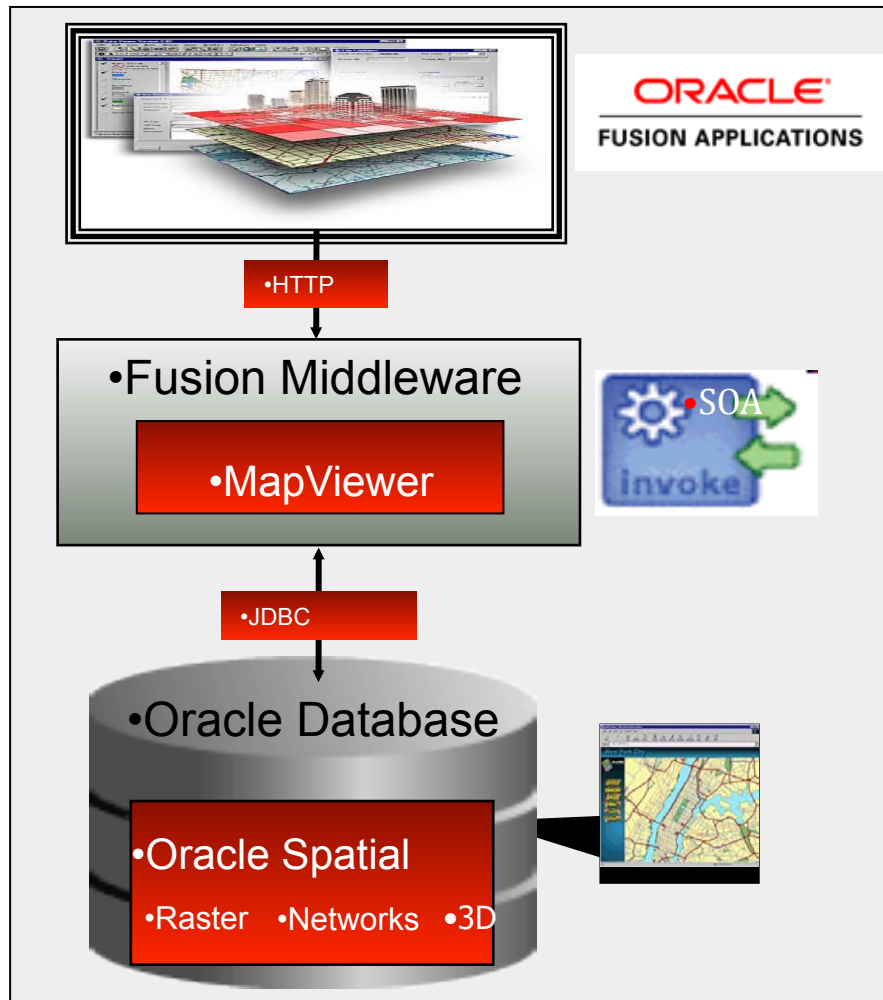 ORACLE®
FUSION APPLICATIONS
•HTTP
•Fusion Middleware
•MapViewer
•SOA
invoke
•JDBC
•Oracle Database
•Oracle Spatial
•Raster •Networks •3D